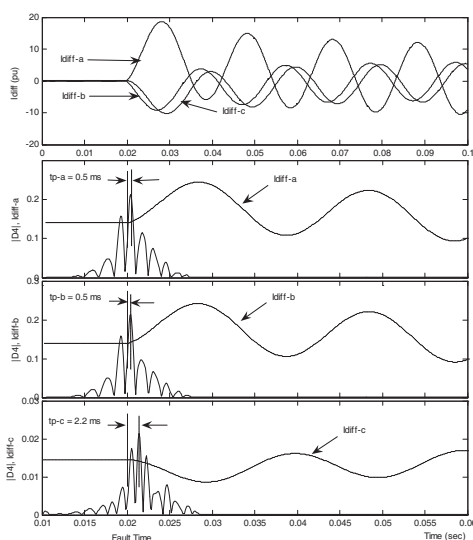 20
10
0
-10
-20
Idiff (pu)
Idiff-a
Idiff-b
Idiff-c
0 0.01 0.02 0.03 0.04 0.05 0.06 0.07 0.08 0.09 0.1
tp-a = 0.5 ms
Idiff-a
0.2
0.1
0
|D4|, Idiff-a
0.3
tp-b = 0.5 ms
Idiff-b
0.2
0.1
0
|D4|, Idiff-b
0.03
tp-c = 2.2 ms
Idiff-c
0.02
0.01
0
|D4|, Idiff-c
0.01 0.015 0.02 0.025 0.03 0.035 0.04 0.045 0.05 0.055 0.06
Fault Time
Time (sec)